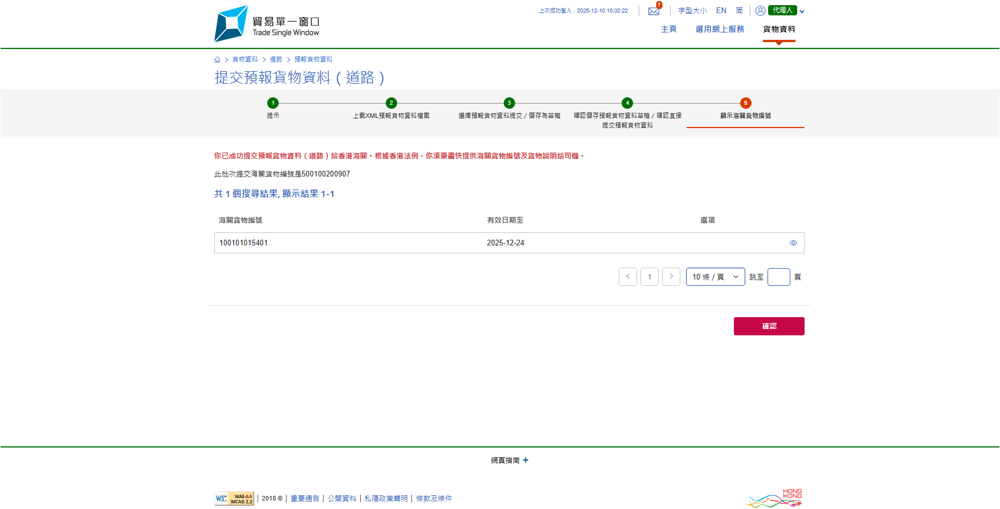 貿易單一窗口
Trade Single Window
上次成功登入 : 2025-12-10 15:02:22
7
字型大小
EN
简
代理人
主頁
選用網上服務
貨物資料
貨物資料 > 道路 > 預報貨物資料
提交預報貨物資料 ( 道路 )
1
提示
2
上載XML預報貨物資料檔案
3
選擇預報貨物資料提交 / 儲存為草稿
4
確認儲存預報貨物資料草稿 / 確認直接
提交預報貨物資料
5
顯示海關貨物編號
你已成功提交預報貨物資料 ( 道路 ) 給香港海關。根據香港法例，你須要盡快提供海關貨物編號及貨物說明給司機。
此批次提交海關貨物編號是500100200907
共 1 個搜尋結果, 顯示結果 1-1
海關貨物編號 有效日期至 選項
100101015401 2025-12-24
< 1 > 10 條 / 頁 跳至 頁
確認
網頁指南 +
W3C WAI-AA WCAG 2.2 | 2018 © | 重要通告 | 公開資料 | 私隱政策聲明 | 條款及條件
HONG
KONG